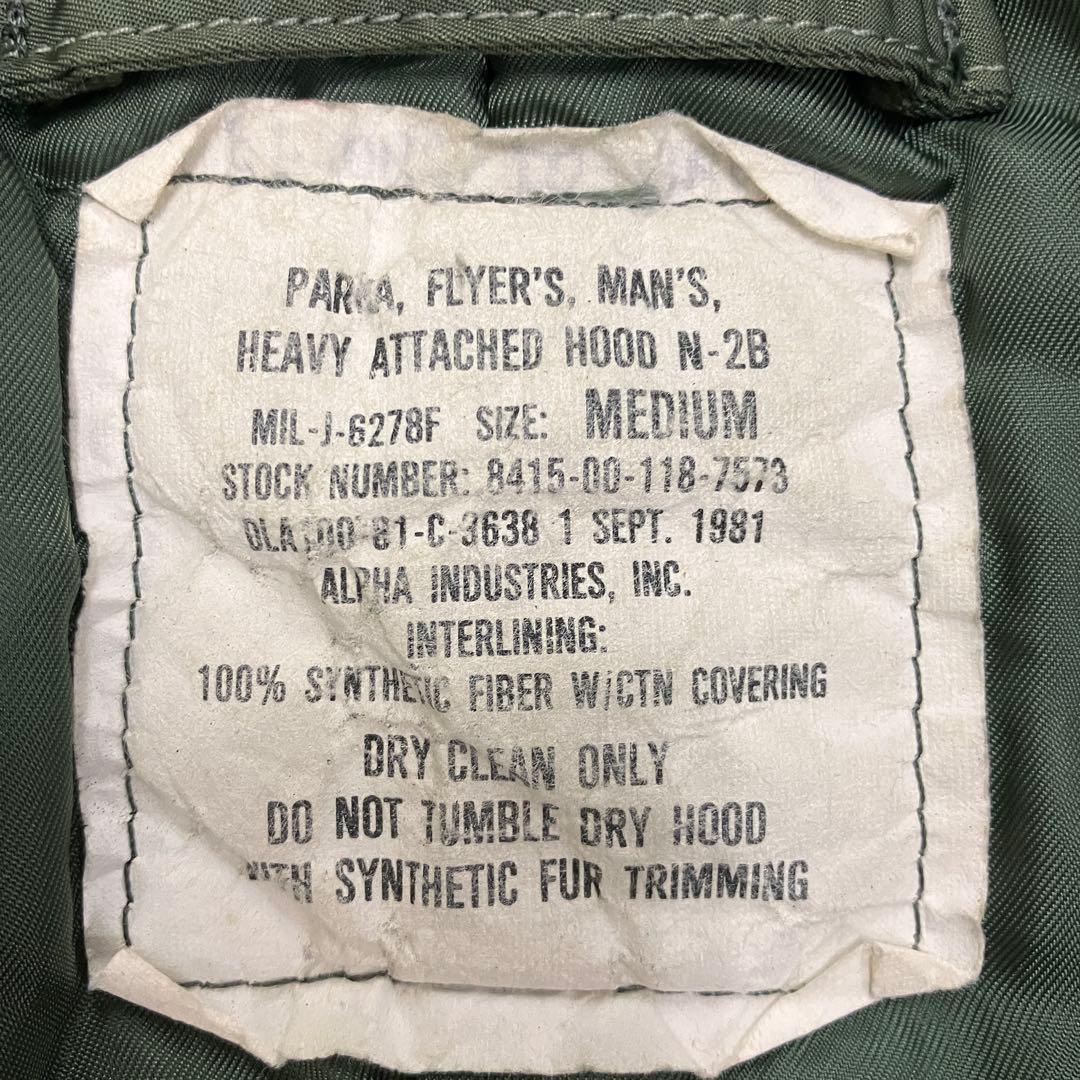 PARKA, FLYER'S, MAN'S,
HEAVY ATTACHED HOOD N-2B
MIL-J-6278F SIZE: MEDIUM
STOCK NUMBER: 8415-00-118-7573
DLA100-81-C-3638 1 SEPT. 1981
ALPHA INDUSTRIES, INC.
INTERLINING:
100% SYNTHETIC FIBER W/CTN COVERING
DRY CLEAN ONLY
DO NOT TUMBLE DRY HOOD
WITH SYNTHETIC FUR TRIMMING